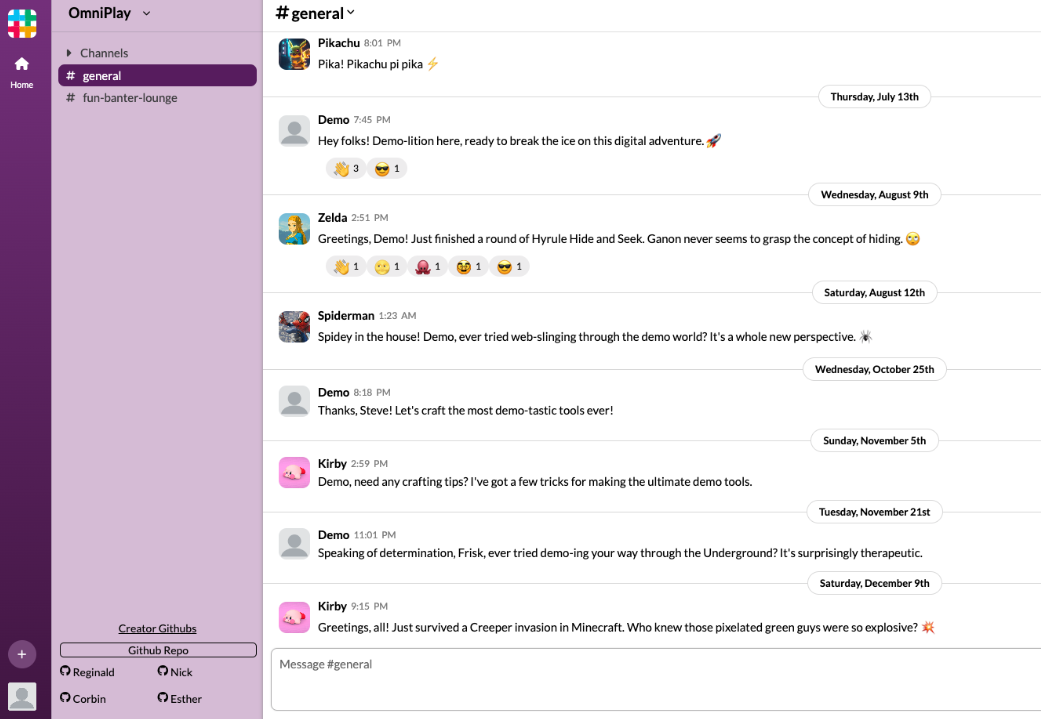 OmniPlay
Home
Channels
# general
# fun-banter-lounge
Creator Githubs
Github Repo
Reginald
Nick
Corbin
Esther
+
# general
Pikachu 8:01 PM
Pika! Pikachu pi pika ⚡
Thursday, July 13th
Demo 7:45 PM
Hey folks! Demo-lition here, ready to break the ice on this digital adventure. 🚀
👋 3 😎 1
Wednesday, August 9th
Zelda 2:51 PM
Greetings, Demo! Just finished a round of Hyrule Hide and Seek. Ganon never seems to grasp the concept of hiding. 🙄
👋 1 🌝 1 🐙 1 🥸 1 😎 1
Saturday, August 12th
Spiderman 1:23 AM
Spidey in the house! Demo, ever tried web-slinging through the demo world? It's a whole new perspective. 🕷️
Wednesday, October 25th
Demo 8:18 PM
Thanks, Steve! Let's craft the most demo-tastic tools ever!
Sunday, November 5th
Kirby 2:59 PM
Demo, need any crafting tips? I've got a few tricks for making the ultimate demo tools.
Tuesday, November 21st
Demo 11:01 PM
Speaking of determination, Frisk, ever tried demo-ing your way through the Underground? It's surprisingly therapeutic.
Saturday, December 9th
Kirby 9:15 PM
Greetings, all! Just survived a Creeper invasion in Minecraft. Who knew those pixelated green guys were so explosive? 💥
Message #general